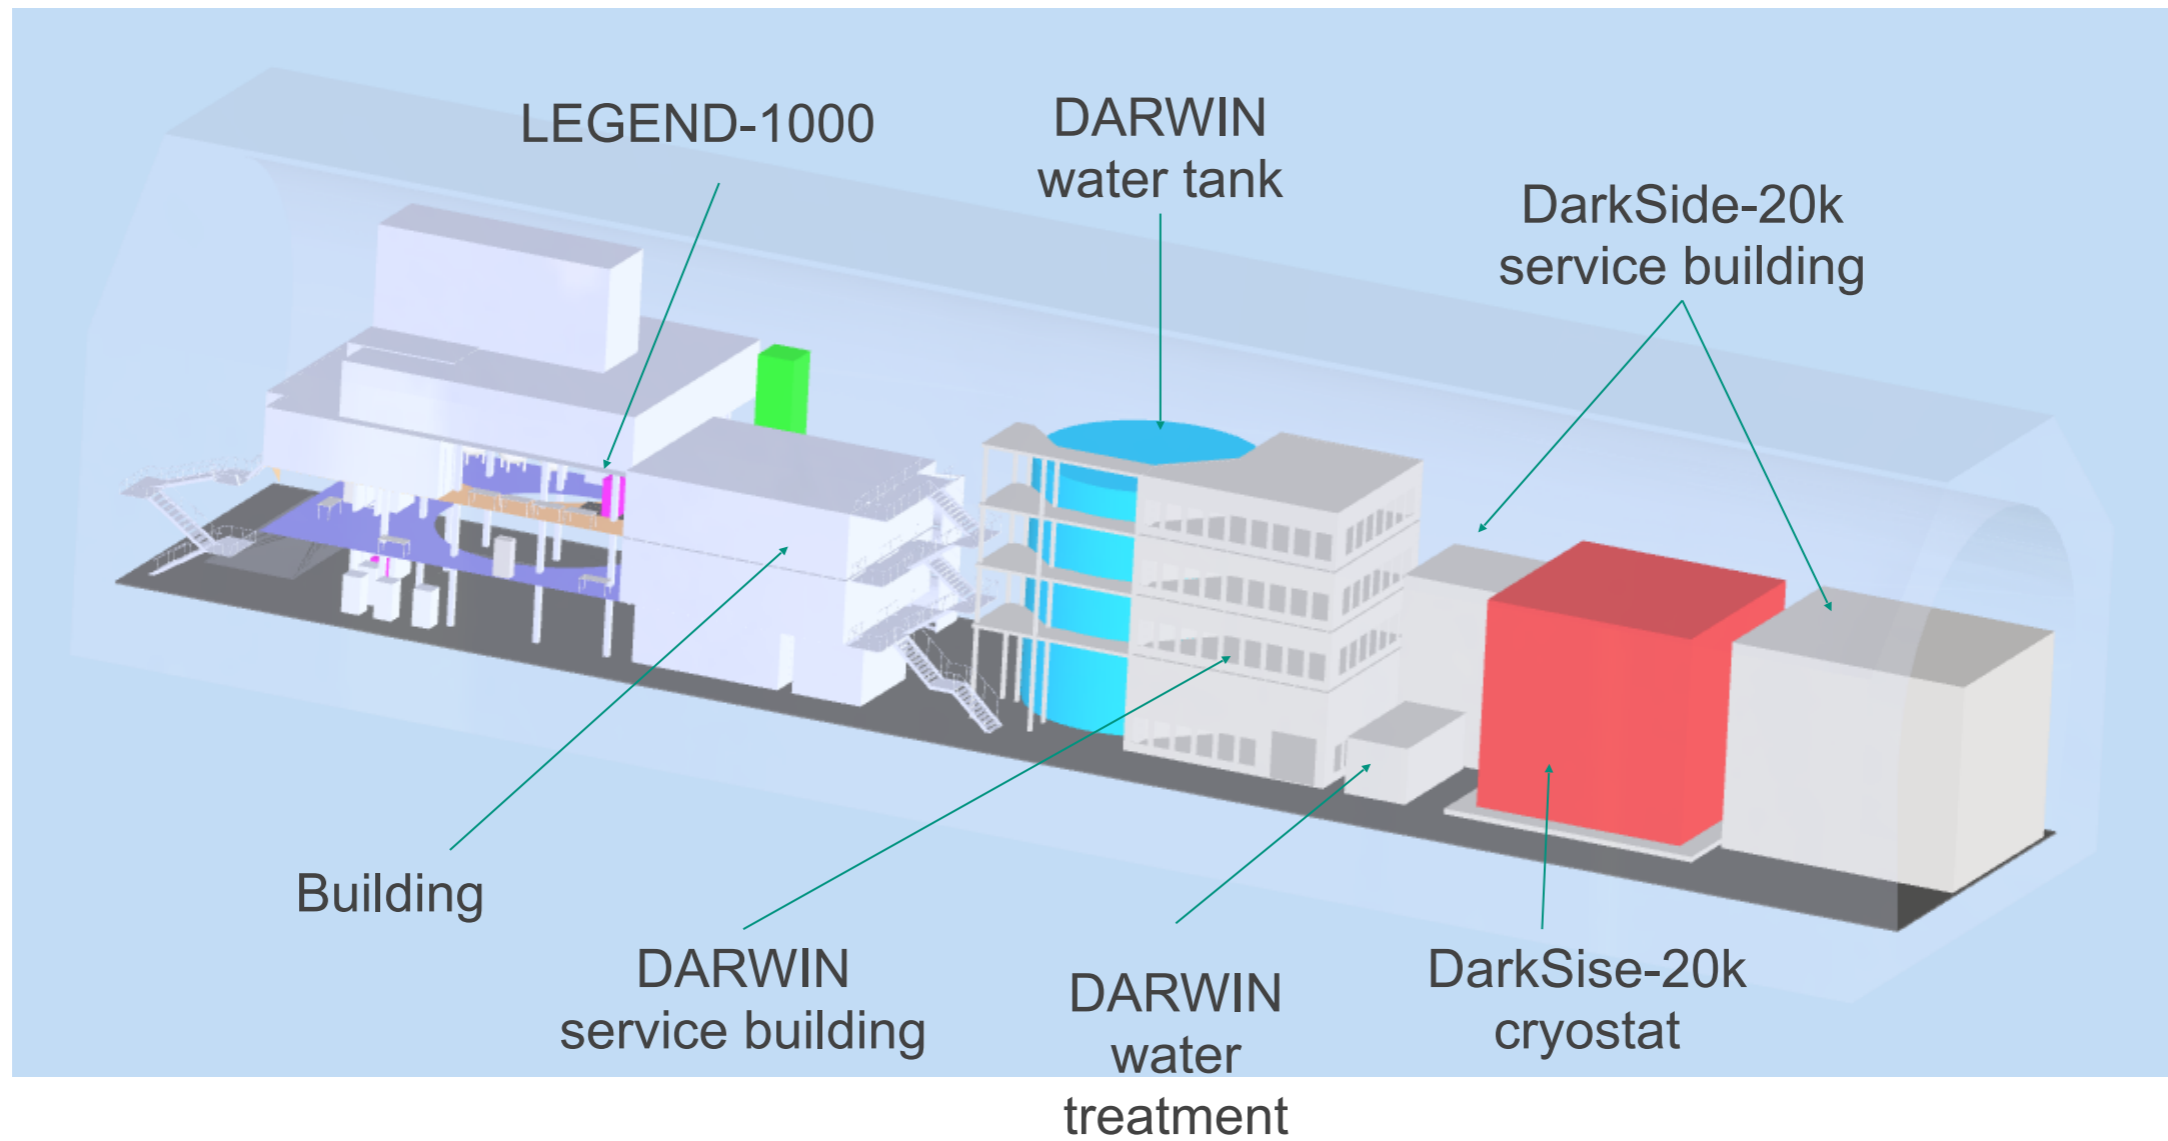 LEGEND-1000
DARWIN
water tank
DarkSide-20k
service building
Building
DARWIN
service building
DARWIN
water
treatment
DarkSise-20k
cryostat